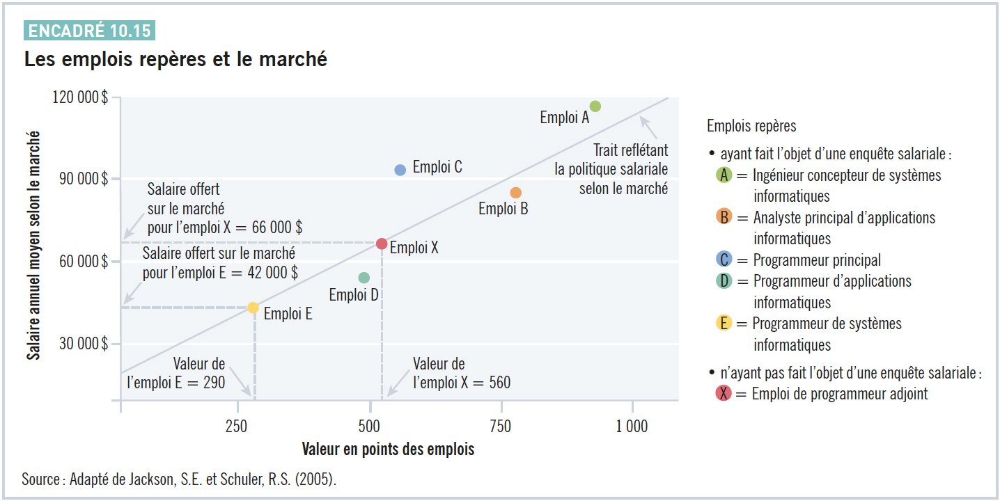 ENCADRÉ 10.15
Les emplois repères et le marché
Salaire annuel moyen selon le marché
120 000 $
90 000 $
60 000 $
30 000 $
Emploi A
Trait reflétant
la politique salariale
selon le marché
Emploi C
Emploi B
Salaire offert
sur le marché
pour l’emploi X = 66 000 $
Emploi X
Salaire offert sur le marché
pour l’emploi E = 42 000 $
Emploi D
Emploi E
Valeur de
l’emploi E = 290
Valeur de
l’emploi X = 560
250
500
750
1 000
Valeur en points des emplois
Emplois repères
• ayant fait l’objet d’une enquête salariale :
A = Ingénieur concepteur de systèmes
informatiques
B = Analyste principal d’applications
informatiques
C = Programmeur principal
D = Programmeur d’applications
informatiques
E = Programmeur de systèmes
informatiques
• n’ayant pas fait l’objet d’une enquête salariale :
X = Emploi de programmeur adjoint
Source : Adapté de Jackson, S.E. et Schuler, R.S. (2005).